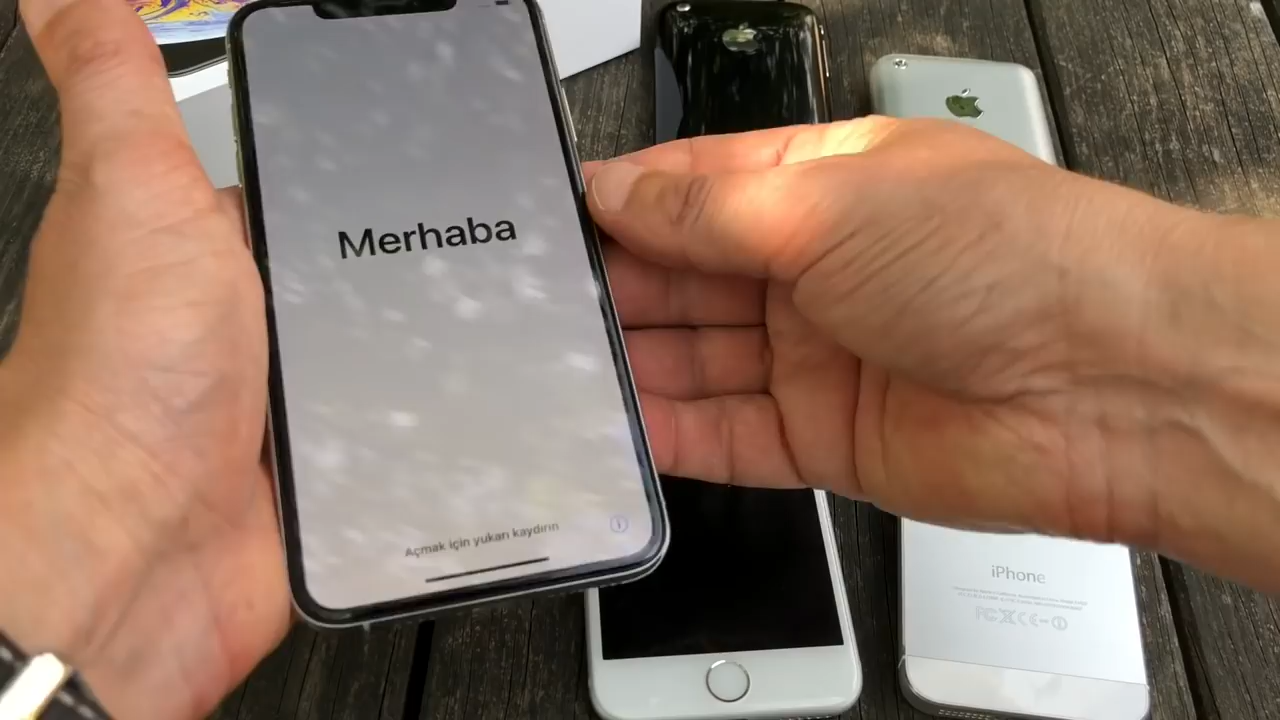 Merhaba
Açmak için yukarı kaydırın
iPhone